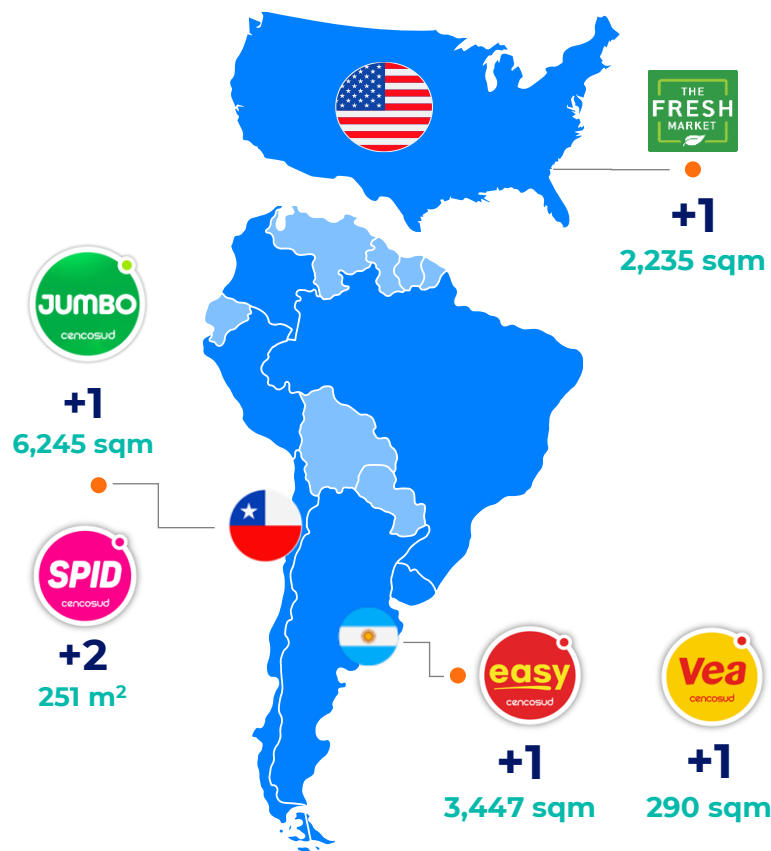 THE
FRESH
MARKET
+1
2,235 sqm
JUMBO
cencosud
+1
6,245 sqm
SPID
cencosud
+2
251 m²
easy
cencosud
+1
3,447 sqm
Vea
cencosud
+1
290 sqm